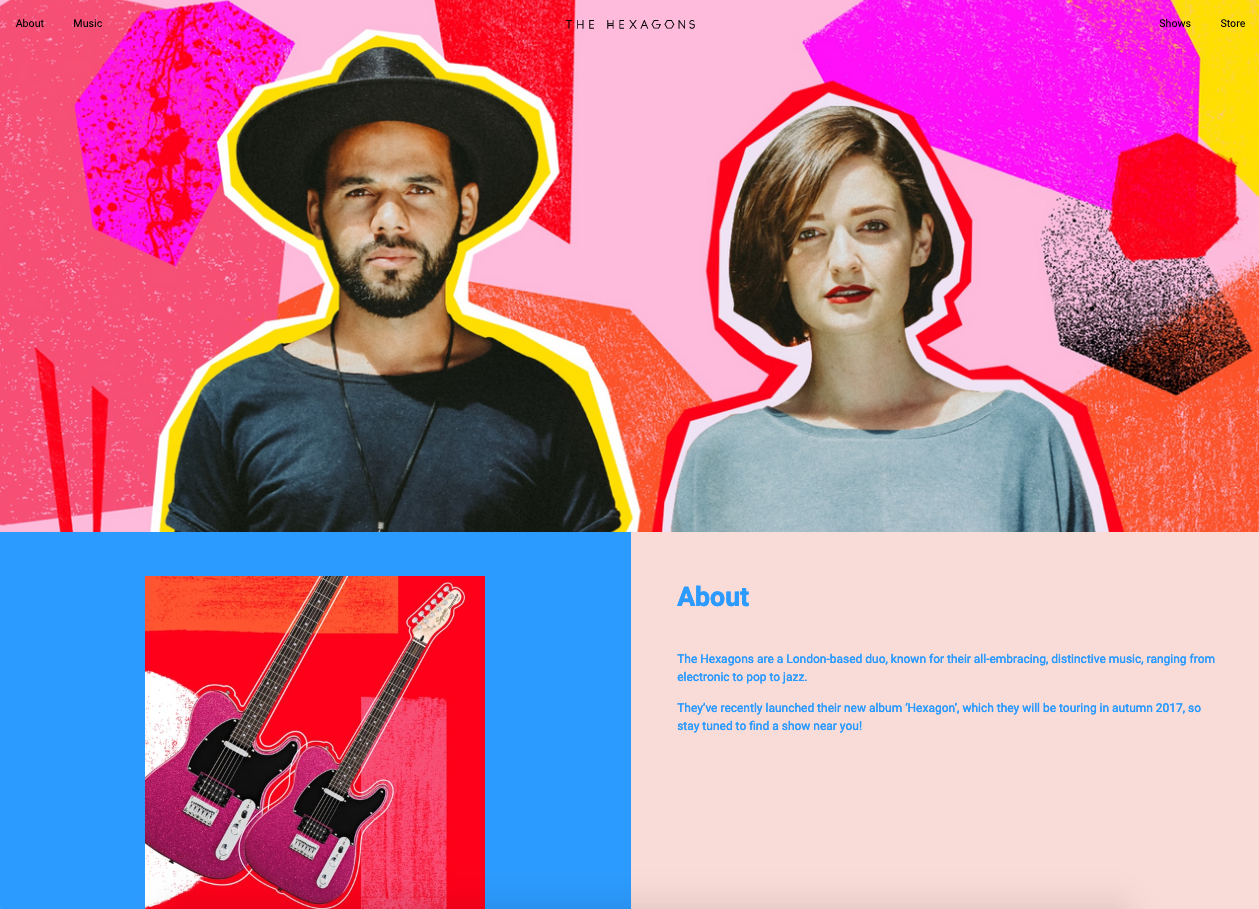 About Music THE HEXAGONS Shows Store
About
The Hexagons are a London-based duo, known for their all-embracing, distinctive music, ranging from
electronic to pop to jazz.
They've recently launched their new album ‘Hexagon’, which they will be touring in autumn 2017, so
stay tuned to find a show near you!